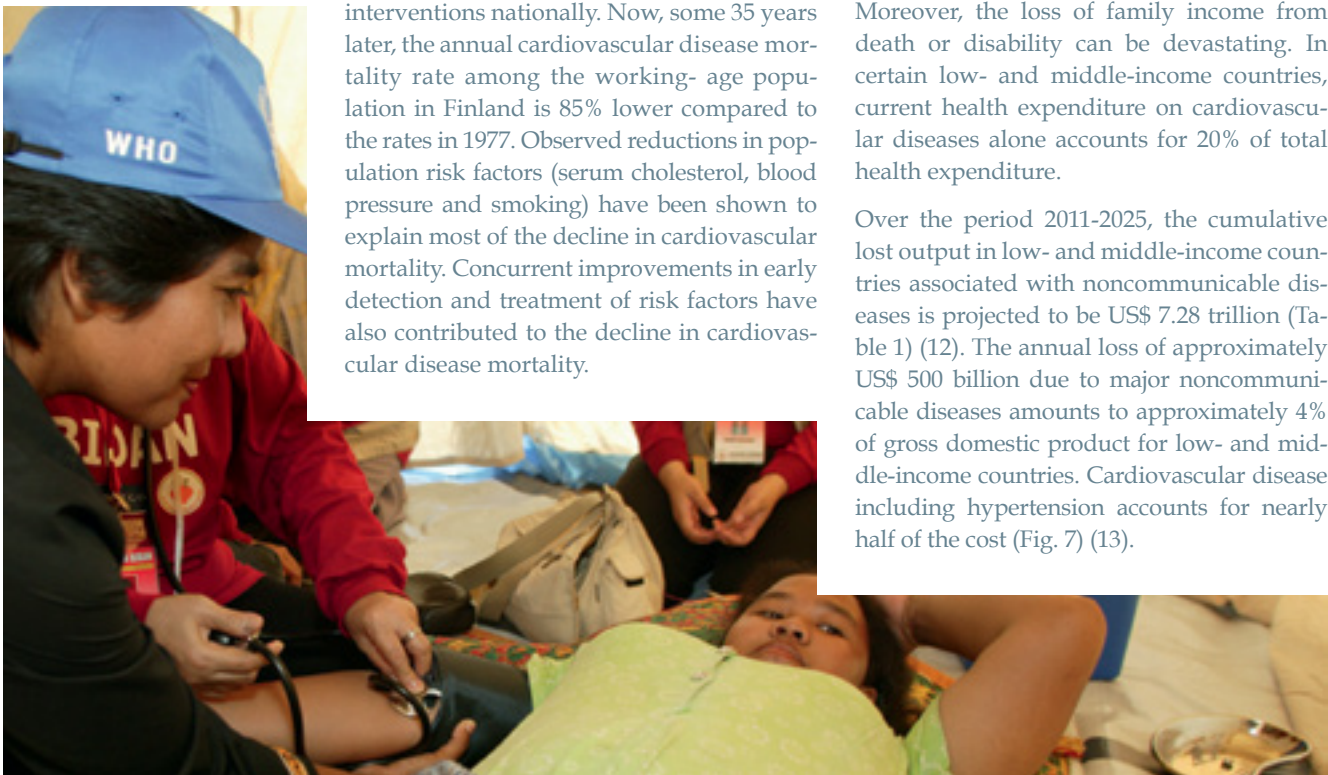 interventions nationally. Now, some 35 years
later, the annual cardiovascular disease mor-
tality rate among the working- age popu-
lation in Finland is 85% lower compared to
the rates in 1977. Observed reductions in pop-
ulation risk factors (serum cholesterol, blood
pressure and smoking) have been shown to
explain most of the decline in cardiovascular
mortality. Concurrent improvements in early
detection and treatment of risk factors have
also contributed to the decline in cardiovas-
cular disease mortality.
Moreover, the loss of family income from
death or disability can be devastating. In
certain low- and middle-income countries,
current health expenditure on cardiovascu-
lar diseases alone accounts for 20% of total
health expenditure.
Over the period 2011-2025, the cumulative
lost output in low- and middle-income coun-
tries associated with noncommunicable dis-
eases is projected to be US$ 7.28 trillion (Ta-
ble 1) (12). The annual loss of approximately
US$ 500 billion due to major noncommuni-
cable diseases amounts to approximately 4%
of gross domestic product for low- and mid-
dle-income countries. Cardiovascular disease
including hypertension accounts for nearly
half of the cost (Fig. 7) (13).
WHO